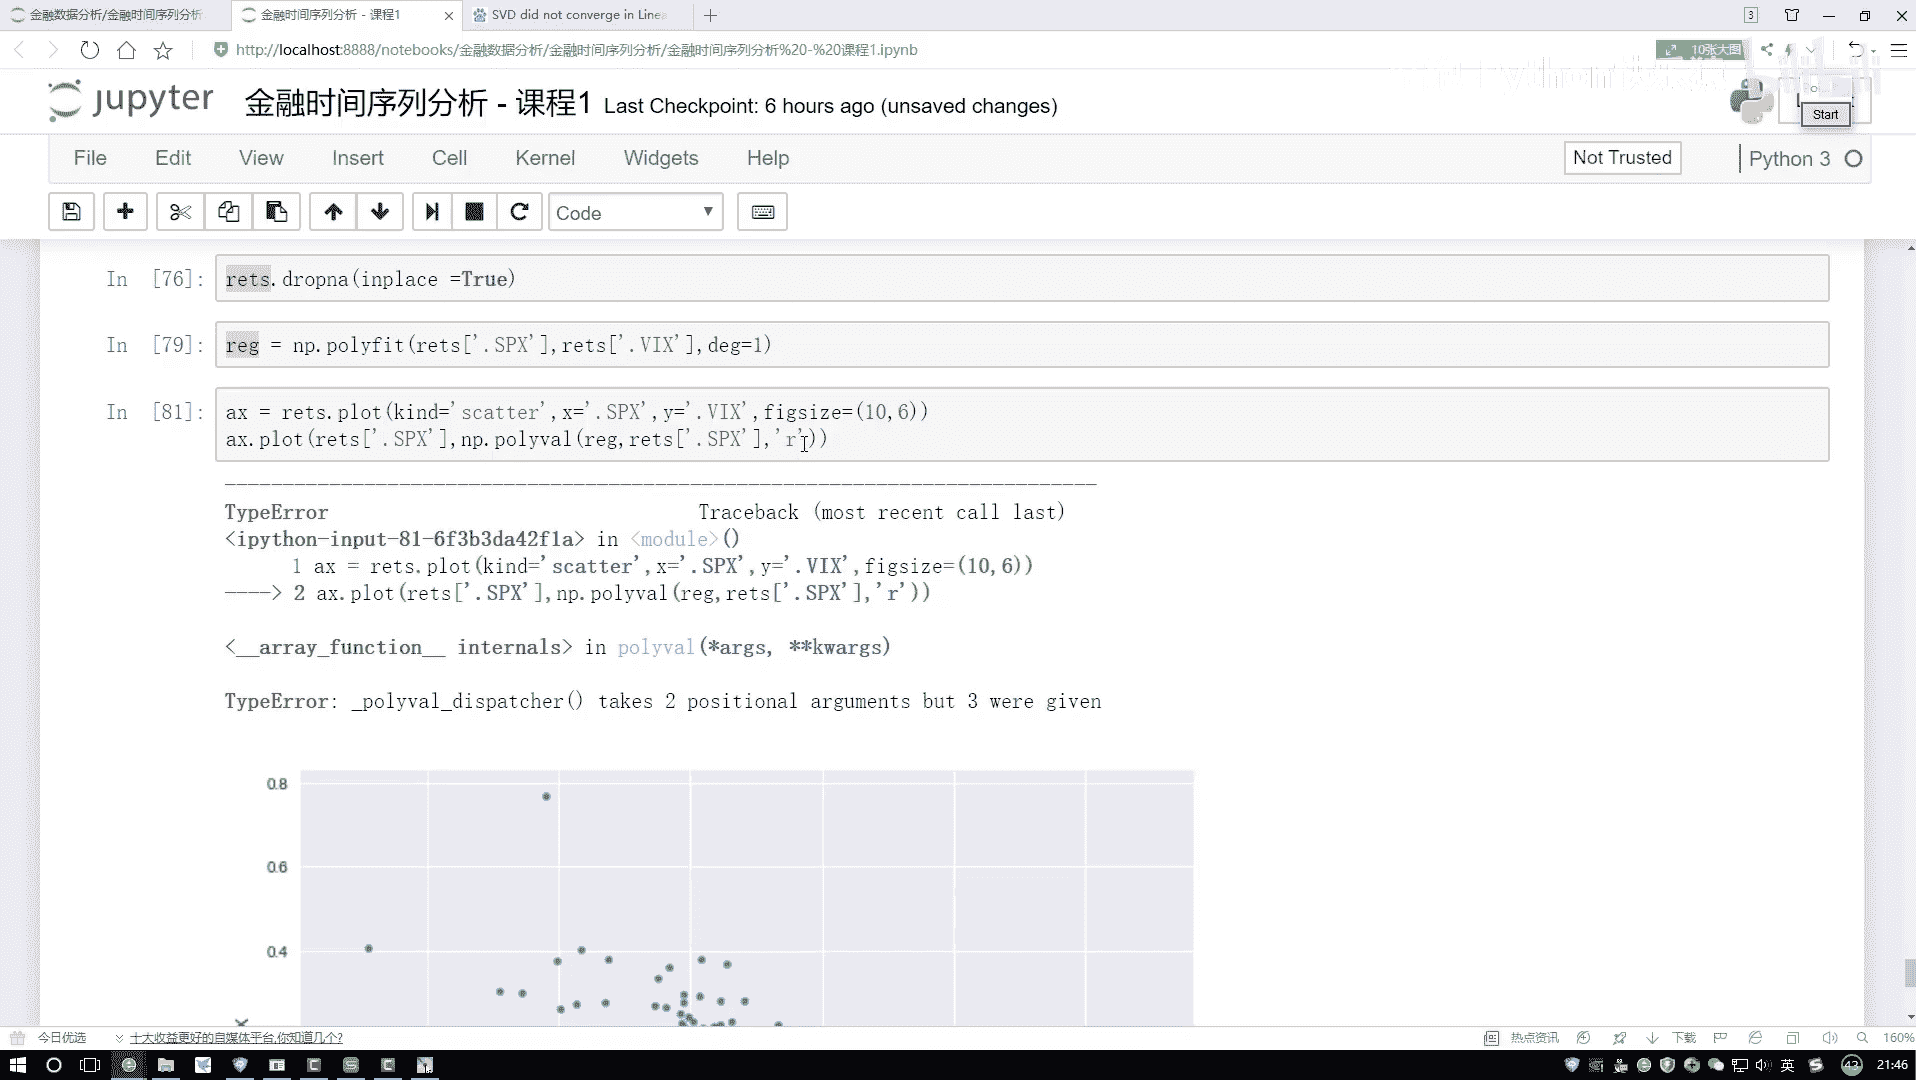 金融数据分析/金融时间序列分析
金融时间序列分析 - 课程1
SVD did not converge in Line
3
http://localhost:8888/notebooks/金融数据分析/金融时间序列分析/金融时间序列分析%20-%20课程1.ipynb
10张大图
jupyter
金融时间序列分析 - 课程1
Last Checkpoint: 6 hours ago (unsaved changes)
Start
File Edit View Insert Cell Kernel Widgets Help
Not Trusted
Python 3
Code
In [76]: rets.dropna(inplace =True)
In [79]: reg = np.polyfit(rets['.SPX'],rets['.VIX'],deg=1)
In [81]: ax = rets.plot(kind='scatter',x='.SPX',y='.VIX',figsize=(10,6))
ax.plot(rets['.SPX'],np.polyval(reg,rets['.SPX'],'r'))
---------------------------------------------------------------------------
TypeError Traceback (most recent call last)
<ipython-input-81-6f3b3da42f1a> in <module>()
1 ax = rets.plot(kind='scatter',x='.SPX',y='.VIX',figsize=(10,6))
----> 2 ax.plot(rets['.SPX'],np.polyval(reg,rets['.SPX'],'r'))
<__array_function__ internals> in polyval(*args, **kwargs)
TypeError: _polyval_dispatcher() takes 2 positional arguments but 3 were given
0.8
0.6
0.4
今日优选
十大收益更好的自媒体平台,你知道几个?
热点资讯
下载
160%
英
43
21:46